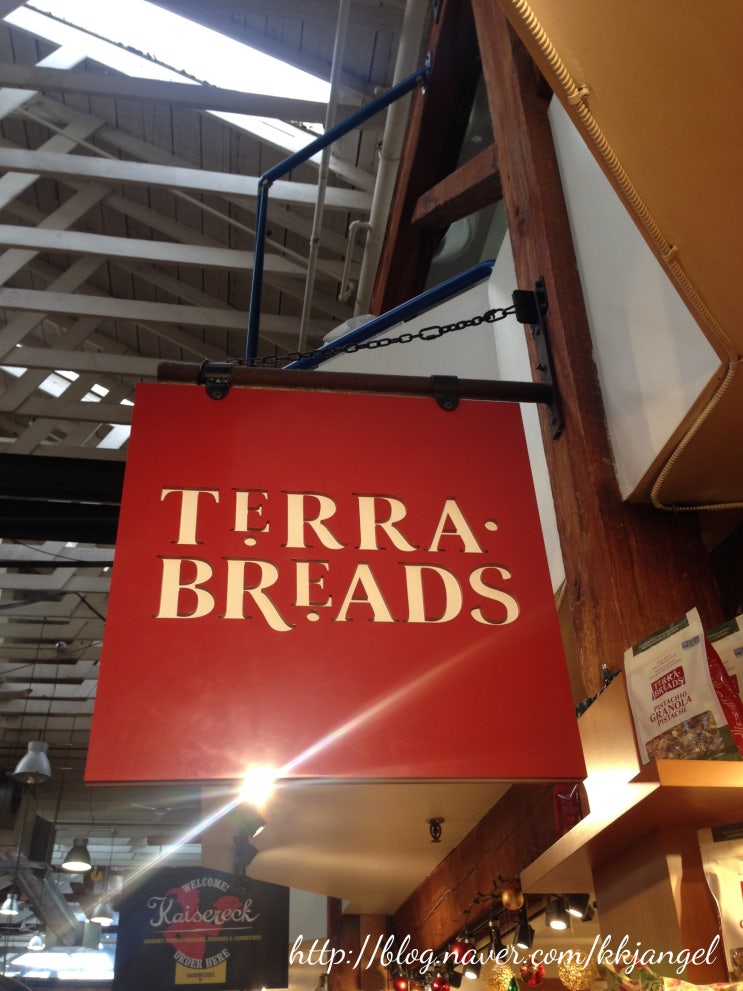 TERRA
BREADS
TERRA
BREADS
PISTACHIO
GRANOLA
PISTACHE
WELCOME!
Kaisereck
ORDER HERE
http://blog.naver.com/kkjangel